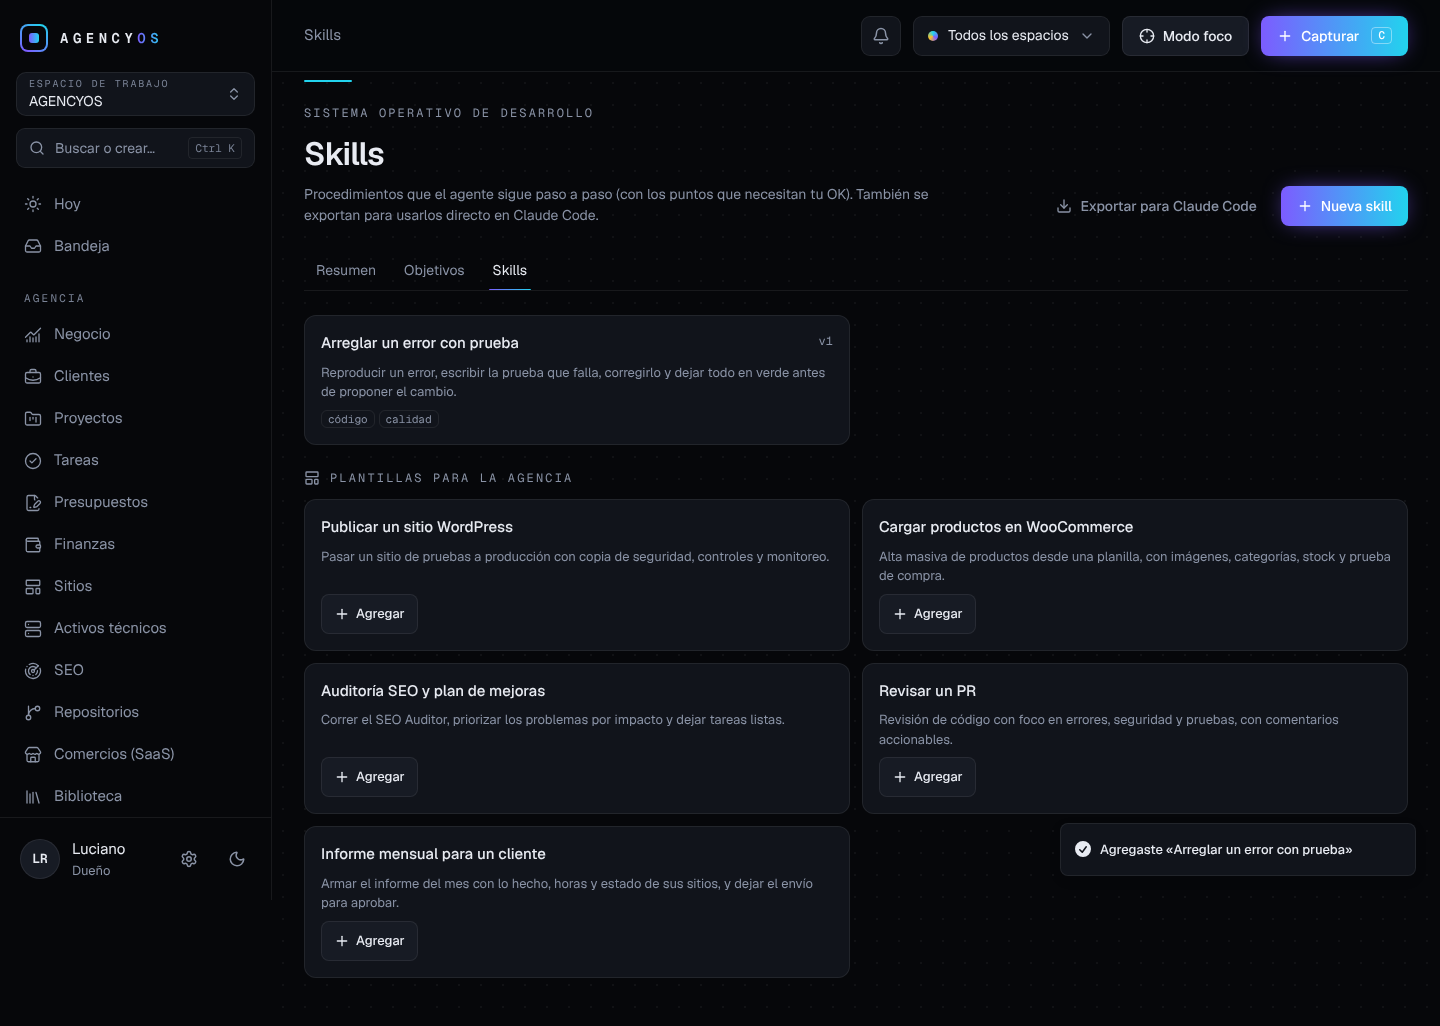 AGENCYOS
ESPACIO DE TRABAJO
AGENCYOS
Buscar o crear... Ctrl K
Hoy
Bandeja
AGENCIA
Negocio
Clientes
Proyectos
Tareas
Presupuestos
Finanzas
Sitios
Activos técnicos
SEO
Repositorios
Comercios (SaaS)
Biblioteca
LR
Luciano
Dueño
Skills
Todos los espacios
Modo foco
Capturar C
SISTEMA OPERATIVO DE DESARROLLO
Skills
Procedimientos que el agente sigue paso a paso (con los puntos que necesitan tu OK). También se
exportan para usarlos directo en Claude Code.
Exportar para Claude Code
Nueva skill
Resumen Objetivos Skills
Arreglar un error con prueba v1
Reproducir un error, escribir la prueba que falla, corregirlo y dejar todo en verde antes
de proponer el cambio.
código calidad
PLANTILLAS PARA LA AGENCIA
Publicar un sitio WordPress
Pasar un sitio de pruebas a producción con copia de seguridad, controles y monitoreo.
Agregar
Cargar productos en WooCommerce
Alta masiva de productos desde una planilla, con imágenes, categorías, stock y prueba
de compra.
Agregar
Auditoría SEO y plan de mejoras
Correr el SEO Auditor, priorizar los problemas por impacto y dejar tareas listas.
Agregar
Revisar un PR
Revisión de código con foco en errores, seguridad y pruebas, con comentarios
accionables.
Agregar
Informe mensual para un cliente
Armar el informe del mes con lo hecho, horas y estado de sus sitios, y dejar el envío
para aprobar.
Agregar
Agregaste «Arreglar un error con prueba»